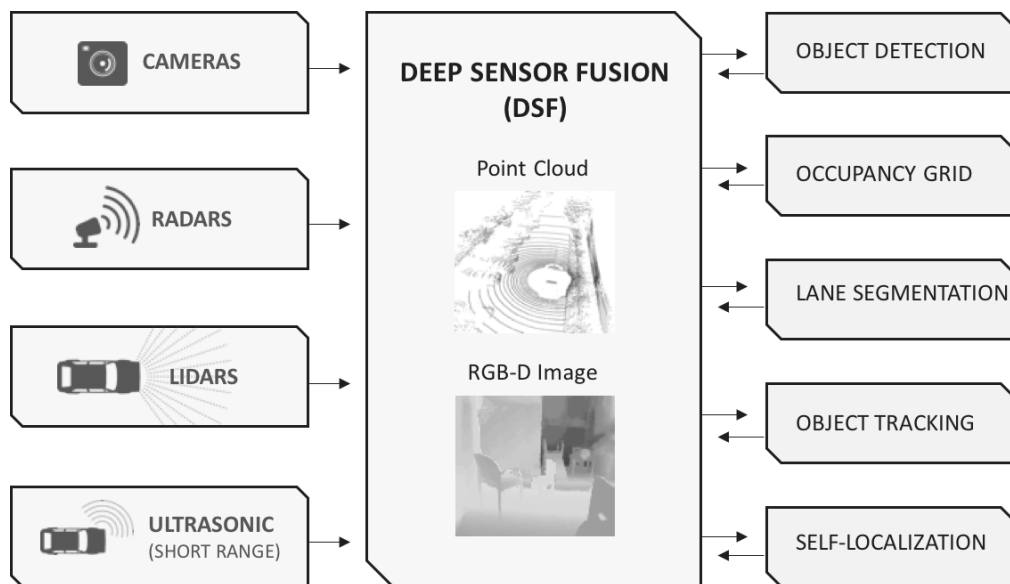 CAMERAS
RADARS
LIDARS
ULTRASONIC
(SHORT RANGE)
DEEP SENSOR FUSION
(DSF)
Point Cloud
RGB-D Image
OBJECT DETECTION
OCCUPANCY GRID
LANE SEGMENTATION
OBJECT TRACKING
SELF-LOCALIZATION